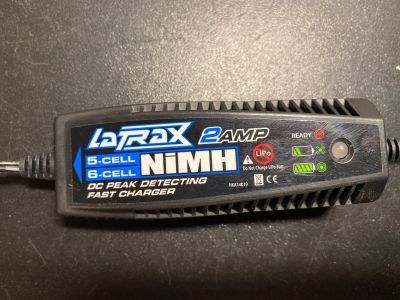 LaTRAX 2AMP
READY
5-CELL
6-CELL
NiMH
LiPo
Do Not Charge LiPo Batt.
DC PEAK DETECTING
FAST CHARGER
CE